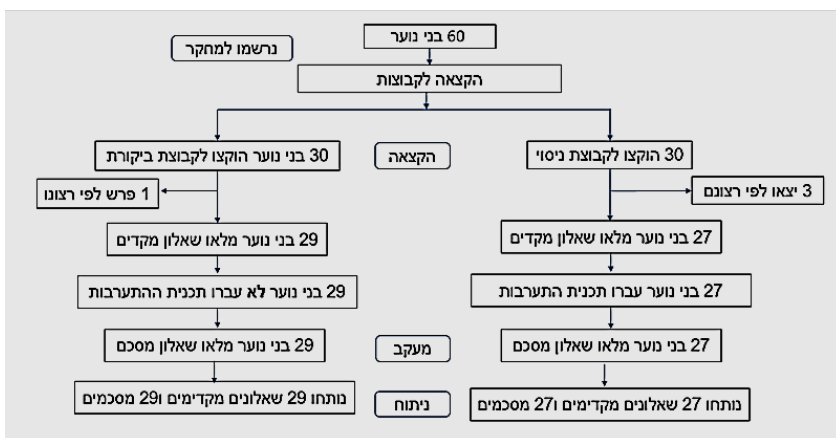 60 בני נוער
נרשמו למחקר
הקצאה לקבוצות
30 הוקצו לקבוצת ניסוי
הקצאה
30 בני נוער הוקצו לקבוצת ביקורת
3 יצאו לפי רצונם
1 פרש לפי רצונו
27 בני נוער מלאו שאלון מקדים
29 בני נוער מלאו שאלון מקדים
27 בני נוער עברו תכנית התערבות
29 בני נוער לא עברו תכנית ההתערבות
27 בני נוער מלאו שאלון מסכם
מעקב
29 בני נוער מלאו שאלון מסכם
נותחו 27 שאלונים מקדימים ו27 מסכמים
ניתוח
נותחו 29 שאלונים מקדימים ו29 מסכמים